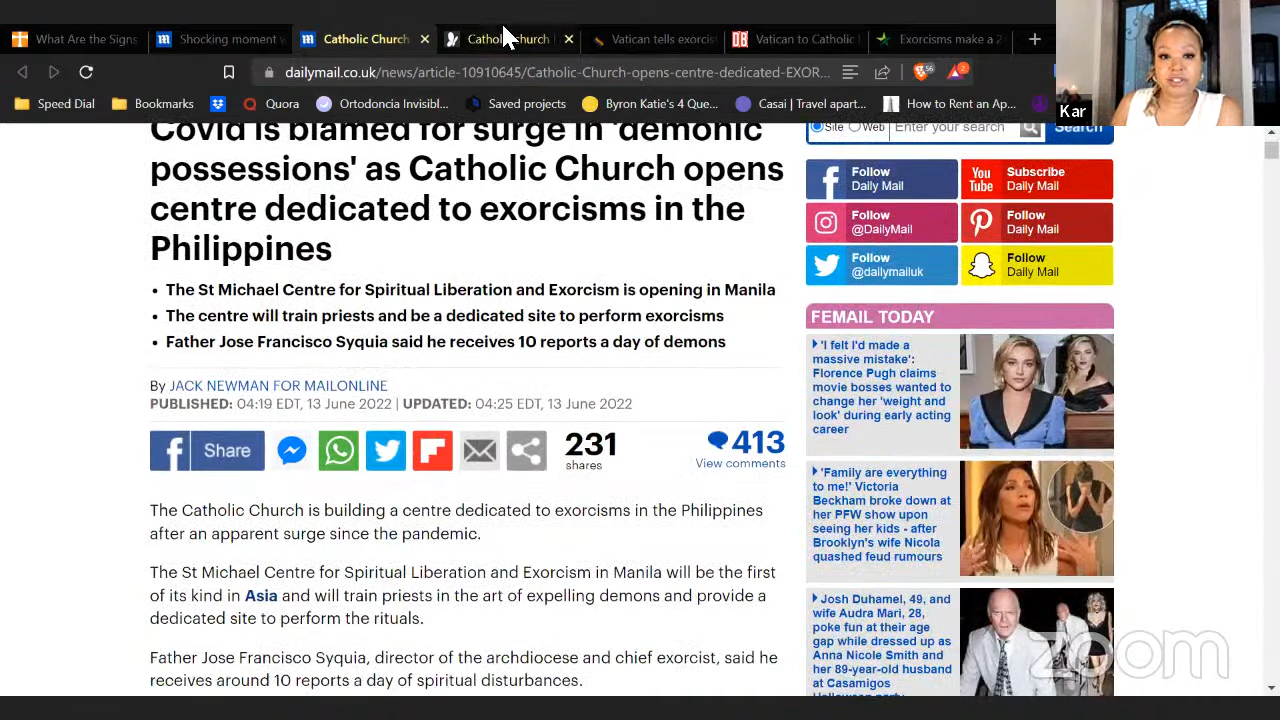 What Are the Signs
Shocking moment
Catholic Church
Catholic Church
Vatican tells exorcis
Vatican to Catholic
Exorcisms make a
dailymail.co.uk/news/article-10910645/Catholic-Church-opens-centre-dedicated-EXOR...
56
2
Speed Dial
Bookmarks
Quora
Ortodoncia Invisibl...
Saved projects
Byron Katie's 4 Que...
Casai | Travel apart...
How to Rent an Ap...
Kar
Site
Web
Enter your search
Search
Covid is blamed for surge in 'demonic
possessions' as Catholic Church opens
centre dedicated to exorcisms in the
Philippines
• The St Michael Centre for Spiritual Liberation and Exorcism is opening in Manila
• The centre will train priests and be a dedicated site to perform exorcisms
• Father Jose Francisco Syquia said he receives 10 reports a day of demons
By JACK NEWMAN FOR MAILONLINE
PUBLISHED: 04:19 EDT, 13 June 2022 | UPDATED: 04:25 EDT, 13 June 2022
Share
231
shares
413
View comments
The Catholic Church is building a centre dedicated to exorcisms in the Philippines
after an apparent surge since the pandemic.
The St Michael Centre for Spiritual Liberation and Exorcism in Manila will be the first
of its kind in Asia and will train priests in the art of expelling demons and provide a
dedicated site to perform the rituals.
Father Jose Francisco Syquia, director of the archdiocese and chief exorcist, said he
receives around 10 reports a day of spiritual disturbances.
Follow
Daily Mail
You
Tube
Subscribe
Daily Mail
Follow
@DailyMail
Follow
Daily Mail
Follow
@dailymailuk
Follow
Daily Mail
FEMAIL TODAY
'I felt I'd made a
massive mistake':
Florence Pugh claims
movie bosses wanted to
change her 'weight and
look' during early acting
career
'Family are everything
to me!' Victoria
Beckham broke down at
her PFW show upon
seeing her kids - after
Brooklyn's wife Nicola
quashed feud rumours
Josh Duhamel, 49, and
wife Audra Mari, 28,
poke fun at their age
gap while dressed up as
Anna Nicole Smith and
her 89-year-old husband
at Casamigos
Halloween party
zoom